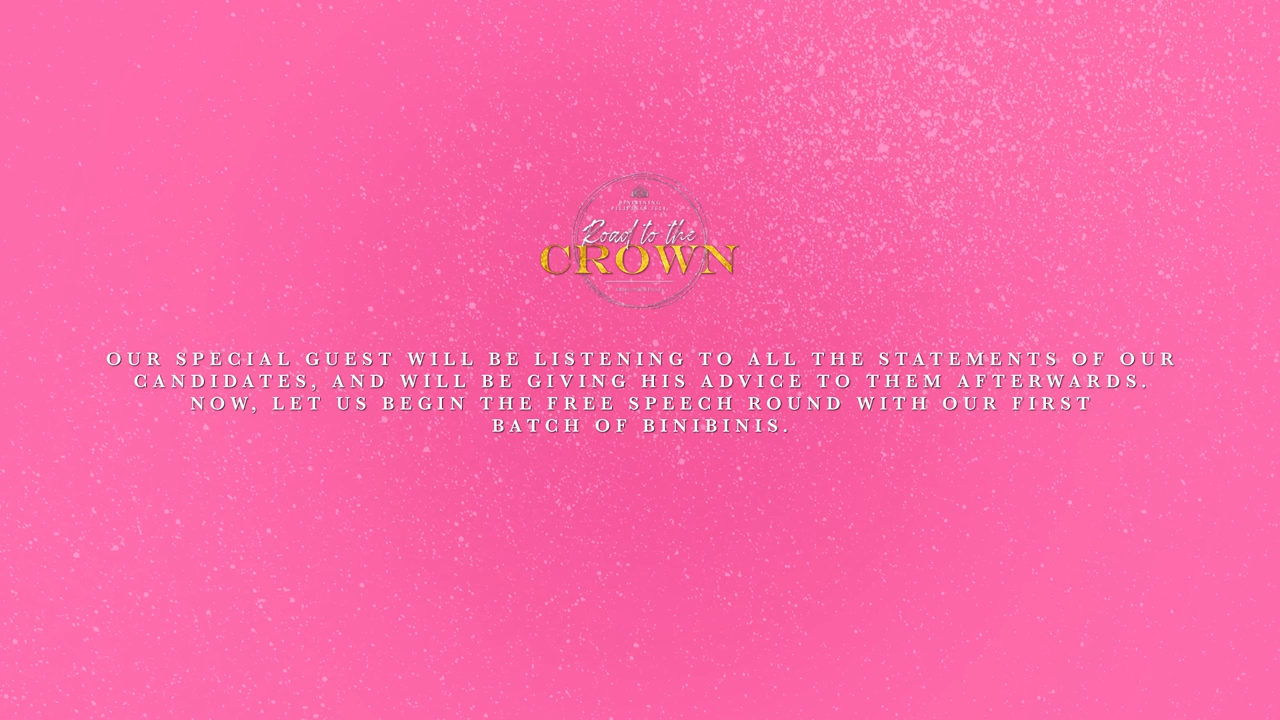 BINIBINING
Road to the
CROWN
OUR SPECIAL GUEST WILL BE LISTENING TO ALL THE STATEMENTS OF OUR
CANDIDATES, AND WILL BE GIVING HIS ADVICE TO THEM AFTERWARDS.
NOW, LET US BEGIN THE FREE SPEECH ROUND WITH OUR FIRST
BATCH OF BINIBINIS.